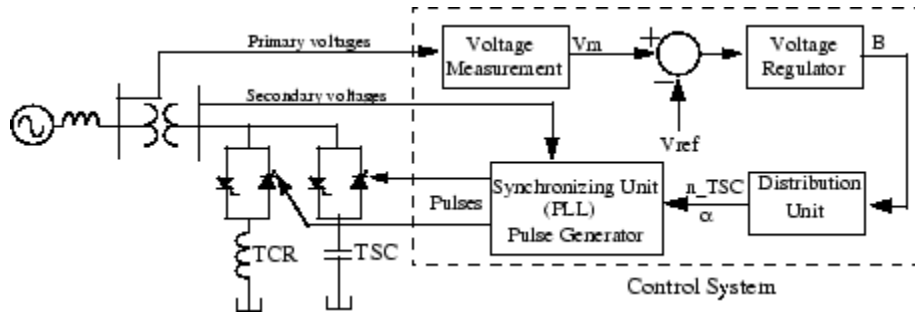 Primary voltages
Voltage
Measurement
Vm
+
−
Voltage
Regulator
B
Secondary voltages
Vref
Synchronizing Unit
(PLL)
Pulse Generator
n_TSC
α
Distribution
Unit
Pulses
TCR
TSC
Control System